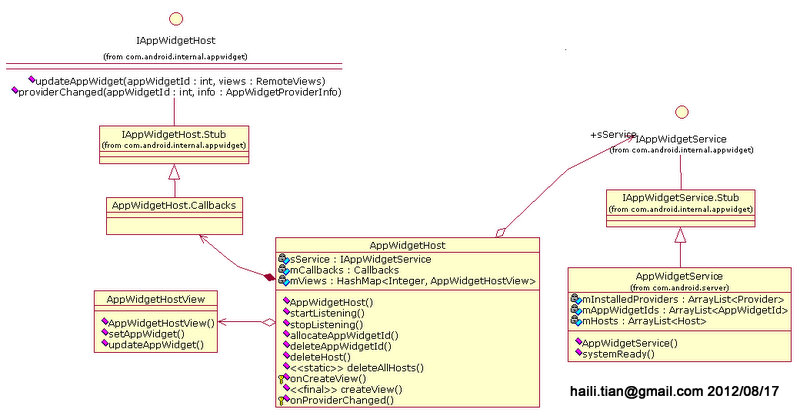 IAppWidgetHost
(from com.android.internal.appwidget)
updateAppWidget(appWidgetId : int, views : RemoteViews)
providerChanged(appWidgetId : int, info : AppWidgetProviderInfo)
IAppWidgetHost.Stub
(from com.android.internal.appwidget)
AppWidgetHost.Callbacks
AppWidgetHostView
AppWidgetHostView()
setAppWidget()
updateAppWidget()
AppWidgetHost
sService : IAppWidgetService
mCallbacks : Callbacks
mViews : HashMap<Integer, AppWidgetHostView>
AppWidgetHost()
startListening()
stopListening()
allocateAppWidgetId()
deleteAppWidgetId()
deleteHost()
<<static>> deleteAllHosts()
onCreateView()
<<final>> createView()
onProviderChanged()
+sService
IAppWidgetService
(from com.android.internal.appwidget)
IAppWidgetService.Stub
(from com.android.internal.appwidget)
AppWidgetService
(from com.android.server)
mInstalledProviders : ArrayList<Provider>
mAppWidgetIds : ArrayList<AppWidgetId>
mHosts : ArrayList<Host>
AppWidgetService()
systemReady()
haili.tian@gmail.com 2012/08/17